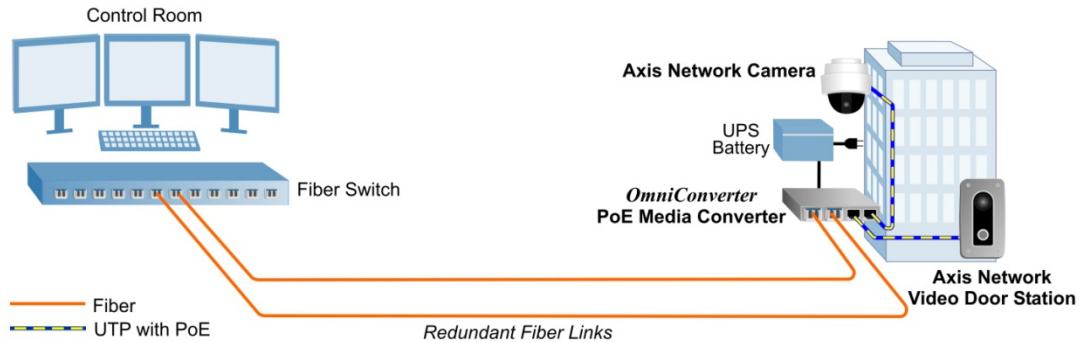 Control Room
Fiber Switch
Axis Network Camera
UPS
Battery
OmniConverter
PoE Media Converter
Axis Network
Video Door Station
Fiber
UTP with PoE
Redundant Fiber Links